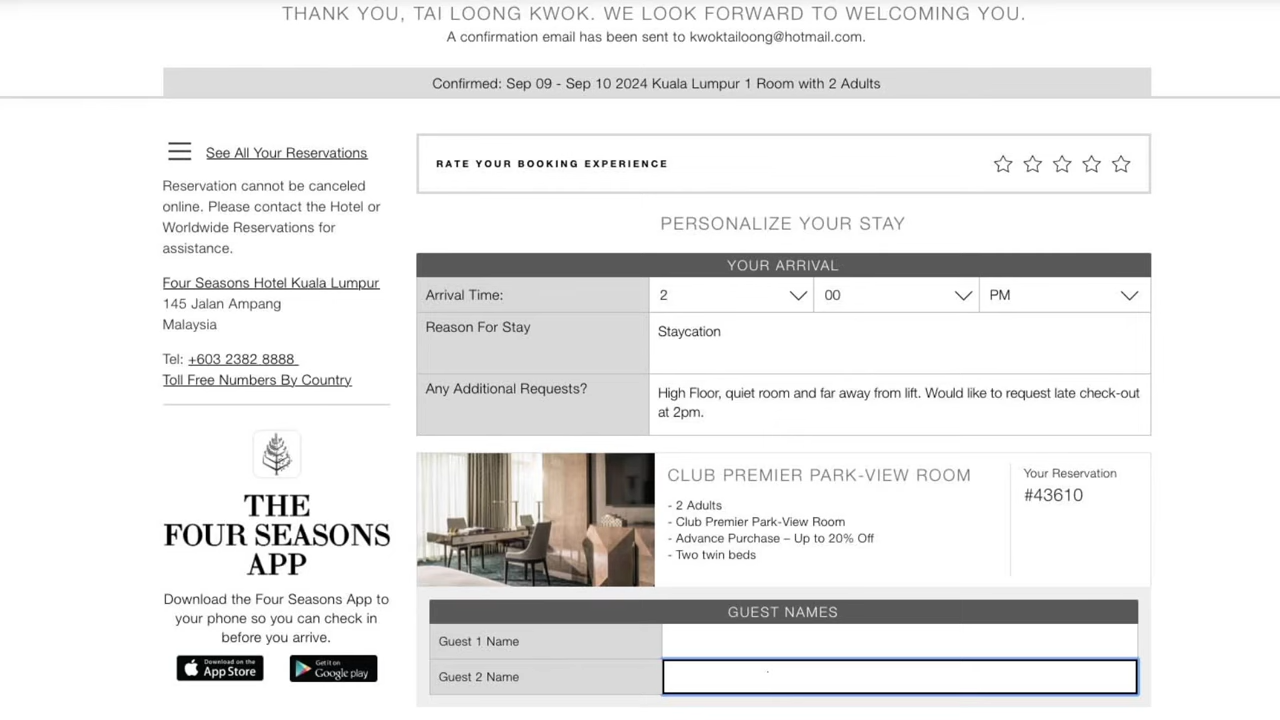 THANK YOU, TAI LOONG KWOK. WE LOOK FORWARD TO WELCOMING YOU.
A confirmation email has been sent to kwoktailoong@hotmail.com.
Confirmed: Sep 09 - Sep 10 2024 Kuala Lumpur 1 Room with 2 Adults
See All Your Reservations
Reservation cannot be canceled
online. Please contact the Hotel or
Worldwide Reservations for
assistance.
Four Seasons Hotel Kuala Lumpur
145 Jalan Ampang
Malaysia
Tel: +603 2382 8888
Toll Free Numbers By Country
THE
FOUR SEASONS
APP
Download the Four Seasons App to
your phone so you can check in
before you arrive.
Download on the
App Store
Get it on
Google play
RATE YOUR BOOKING EXPERIENCE
PERSONALIZE YOUR STAY
YOUR ARRIVAL
Arrival Time: 2 00 PM
Reason For Stay Staycation
Any Additional Requests? High Floor, quiet room and far away from lift. Would like to request late check-out
at 2pm.
CLUB PREMIER PARK-VIEW ROOM
- 2 Adults
- Club Premier Park-View Room
- Advance Purchase – Up to 20% Off
- Two twin beds
Your Reservation
#43610
GUEST NAMES
Guest 1 Name
Guest 2 Name